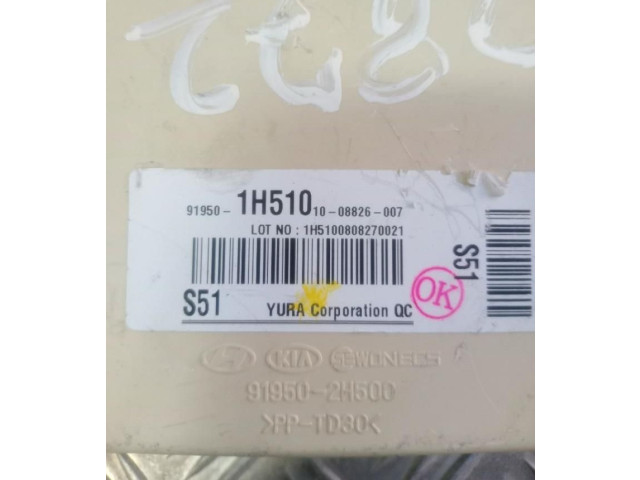 91950- 1H510 10-08826-007
LOT NO : 1H5100808270021
S51
YURA Corporation QC
OK
S51
KIA
91950-2H500
>PP-TD30<